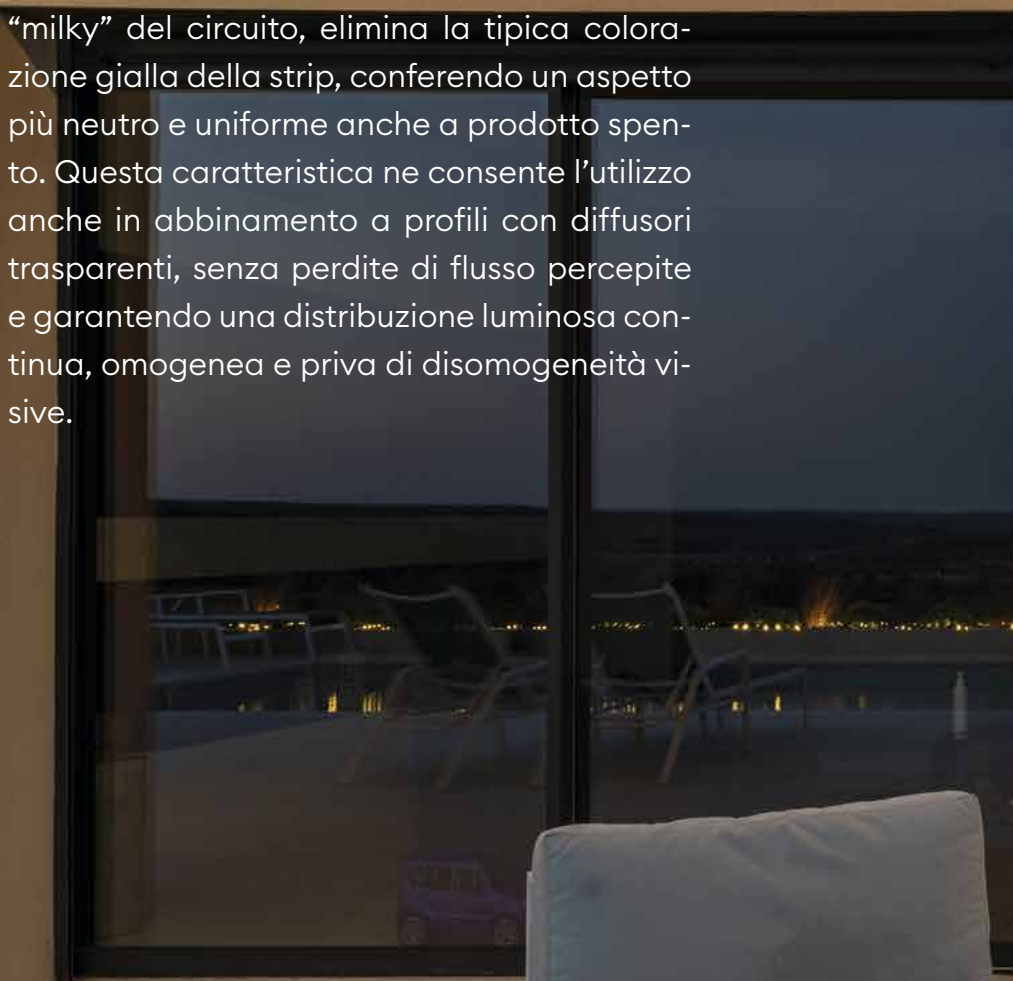 “milky” del circuito, elimina la tipica colora-
zione gialla della strip, conferendo un aspetto
più neutro e uniforme anche a prodotto spen-
to. Questa caratteristica ne consente l’utilizzo
anche in abbinamento a profili con diffusori
trasparenti, senza perdite di flusso percepite
e garantendo una distribuzione luminosa con-
tinua, omogenea e priva di disomogeneità vi-
sive.